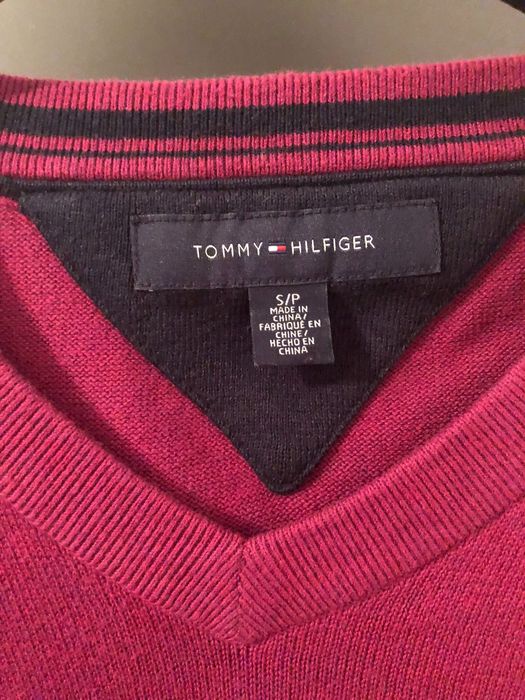 TOMMY HILFIGER
S/P
MADE IN
CHINA/
FABRIQUÉ EN
CHINE/
HECHO EN
CHINA